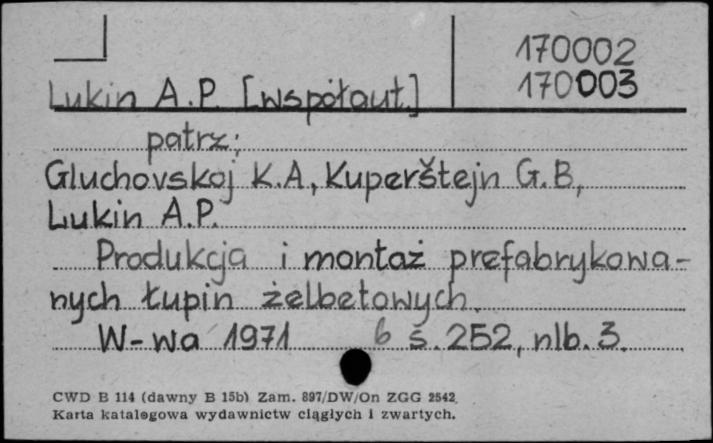 170002
170003
Lukin A.P. [współaut.]
patrz:
Gluchovskoj K.A., Kuperštejn G.B.,
Lukin A.P.
Produkcja i montaż prefabrykowa-
nych łupin żelbetowych.
W-wa 1971 6 š. 252, nlb. 3.
CWD B 114 (dawny B 15b) Zam. 897/DW/On ZGG 2542.
Karta katalogowa wydawnictw ciągłych i zwartych.